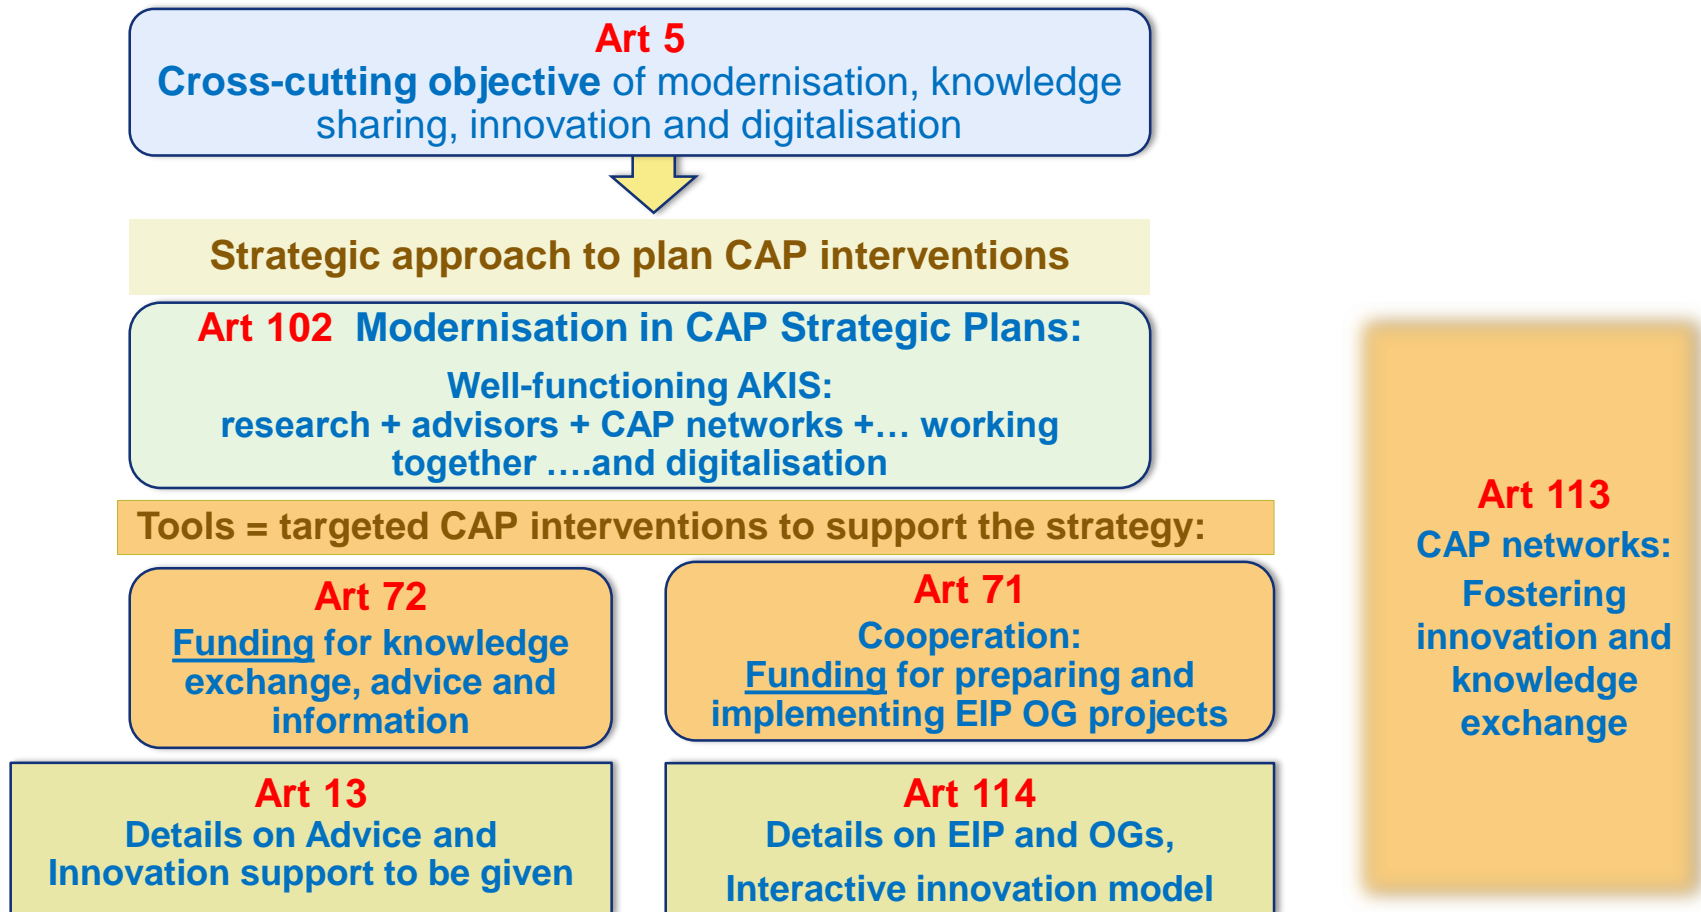 Art 5
Cross-cutting objective of modernisation, knowledge
sharing, innovation and digitalisation
Strategic approach to plan CAP interventions
Art 102 Modernisation in CAP Strategic Plans:
Well-functioning AKIS:
research + advisors + CAP networks +… working
together ….and digitalisation
Tools = targeted CAP interventions to support the strategy:
Art 72
Funding for knowledge
exchange, advice and
information
Art 71
Cooperation:
Funding for preparing and
implementing EIP OG projects
Art 13
Details on Advice and
Innovation support to be given
Art 114
Details on EIP and OGs,
Interactive innovation model
Art 113
CAP networks:
Fostering
innovation and
knowledge
exchange